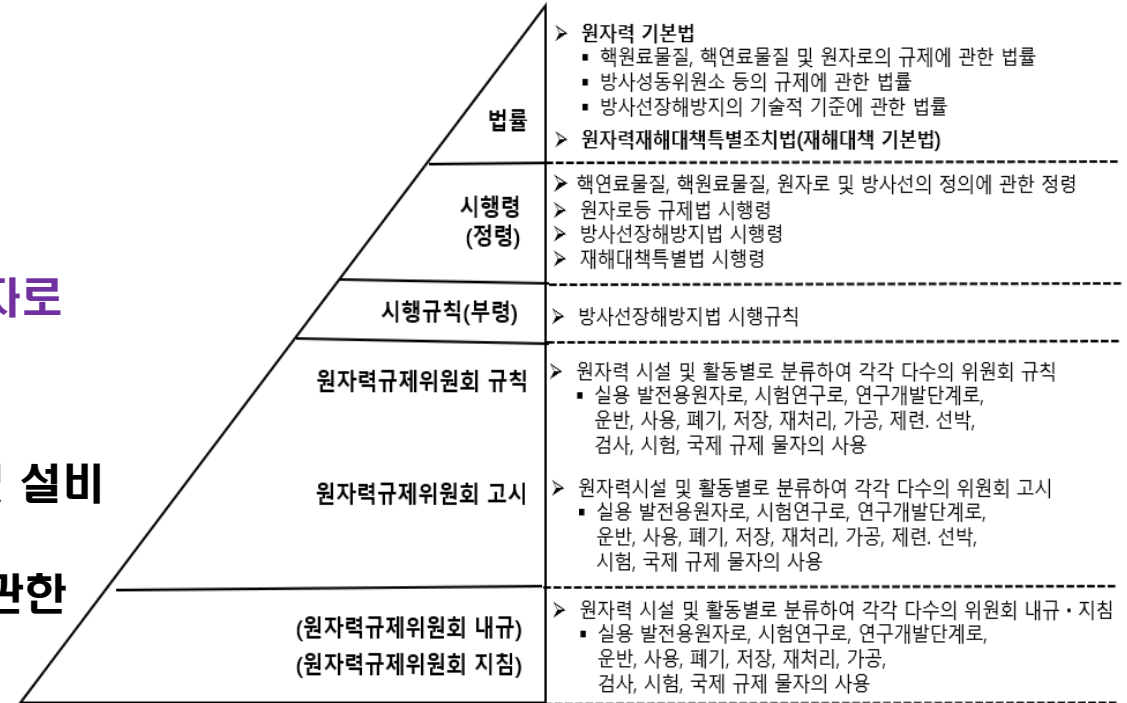 ➢ 원자력 기본법
▪ 핵원료물질, 핵연료물질 및 원자로의 규제에 관한 법률
▪ 방사성동위원소 등의 규제에 관한 법률
▪ 방사선장해방지의 기술적 기준에 관한 법률
법률
➢ 원자력재해대책특별조치법(재해대책 기본법)
시행령
(정령)
➢ 핵연료물질, 핵원료물질, 원자로 및 방사선의 정의에 관한 정령
➢ 원자로등 규제법 시행령
➢ 방사선장해방지법 시행령
➢ 재해대책특별법 시행령
자로
시행규칙(부령)
➢ 방사선장해방지법 시행규칙
원자력규제위원회 규칙
➢ 원자력 시설 및 활동별로 분류하여 각각 다수의 위원회 규칙
▪ 실용 발전용원자로, 시험연구로, 연구개발단계로,
운반, 사용, 폐기, 저장, 재처리, 가공, 제련. 선박,
검사, 시험, 국제 규제 물자의 사용
설비
원자력규제위원회 고시
➢ 원자력시설 및 활동별로 분류하여 각각 다수의 위원회 고시
▪ 실용 발전용원자로, 시험연구로, 연구개발단계로,
운반, 사용, 폐기, 저장, 재처리, 가공, 제련. 선박,
시험, 국제 규제 물자의 사용
관한
(원자력규제위원회 내규)
(원자력규제위원회 지침)
➢ 원자력 시설 및 활동별로 분류하여 각각 다수의 위원회 내규・지침
▪ 실용 발전용원자로, 시험연구로, 연구개발단계로,
운반, 사용, 폐기, 저장, 재처리, 가공,
검사, 시험, 국제 규제 물자의 사용